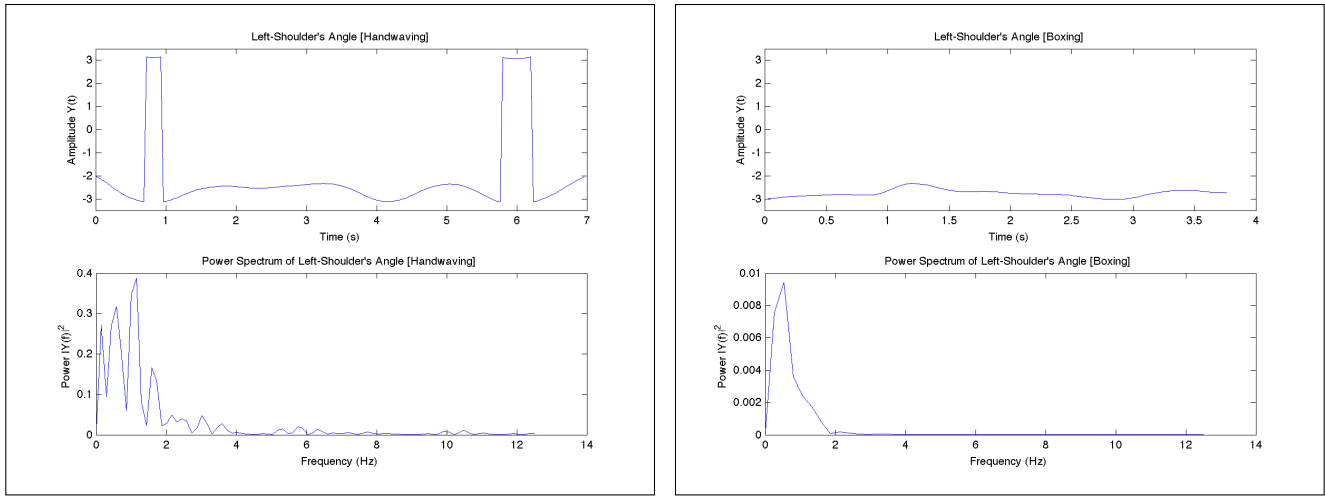 Left-Shoulder's Angle [Handwaving]
3
2
1
0
-1
-2
-3
Amplitude Y(t)
0 1 2 3 4 5 6 7
Time (s)
Power Spectrum of Left-Shoulder's Angle [Handwaving]
0.4
0.3
0.2
0.1
0
Power |Y(f)|²
0 2 4 6 8 10 12 14
Frequency (Hz)
Left-Shoulder's Angle [Boxing]
3
2
1
0
-1
-2
-3
Amplitude Y(t)
0 0.5 1 1.5 2 2.5 3 3.5 4
Time (s)
Power Spectrum of Left-Shoulder's Angle [Boxing]
0.01
0.008
0.006
0.004
0.002
0
Power |Y(f)|²
0 2 4 6 8 10 12 14
Frequency (Hz)